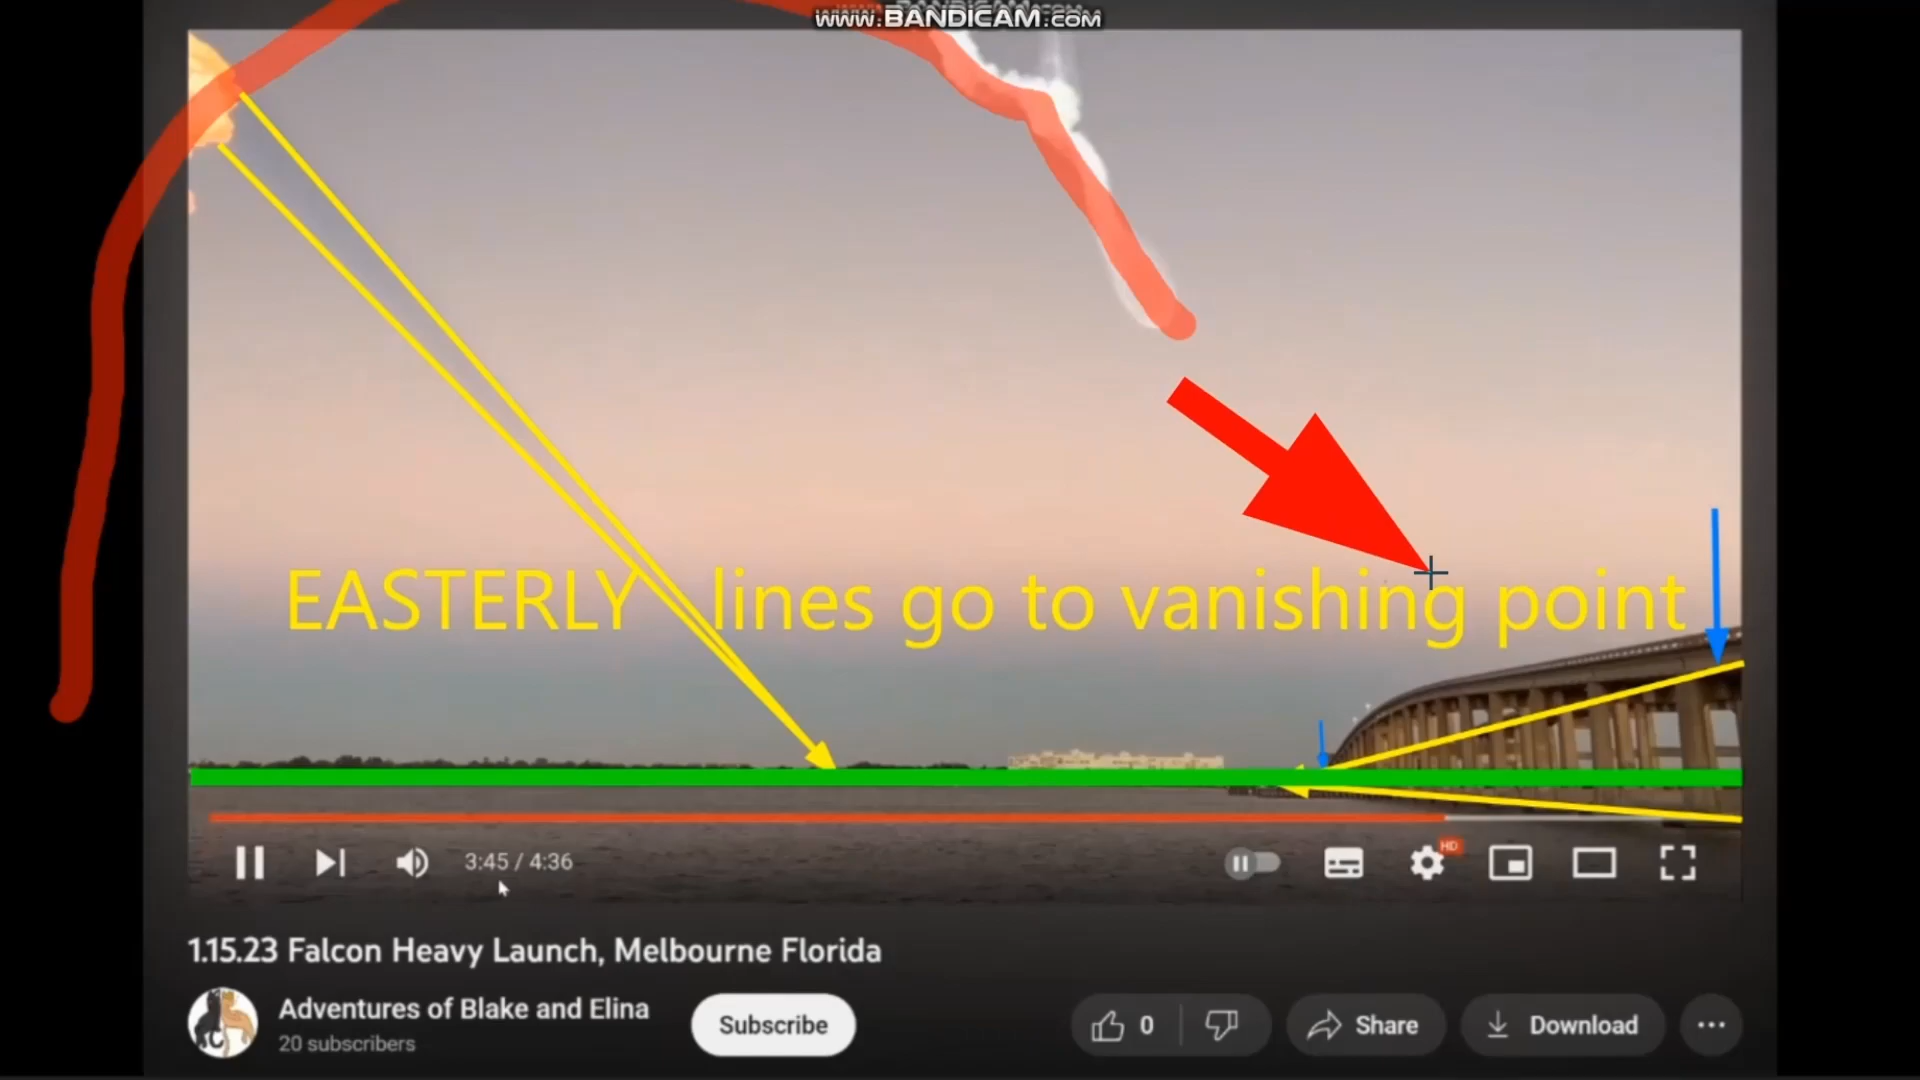 WWW.BANDICAM.COM
EASTERLY lines go to vanishing point
3:45 / 4:36
HD
1.15.23 Falcon Heavy Launch, Melbourne Florida
Adventures of Blake and Elina
20 subscribers
Subscribe
0
Share
Download